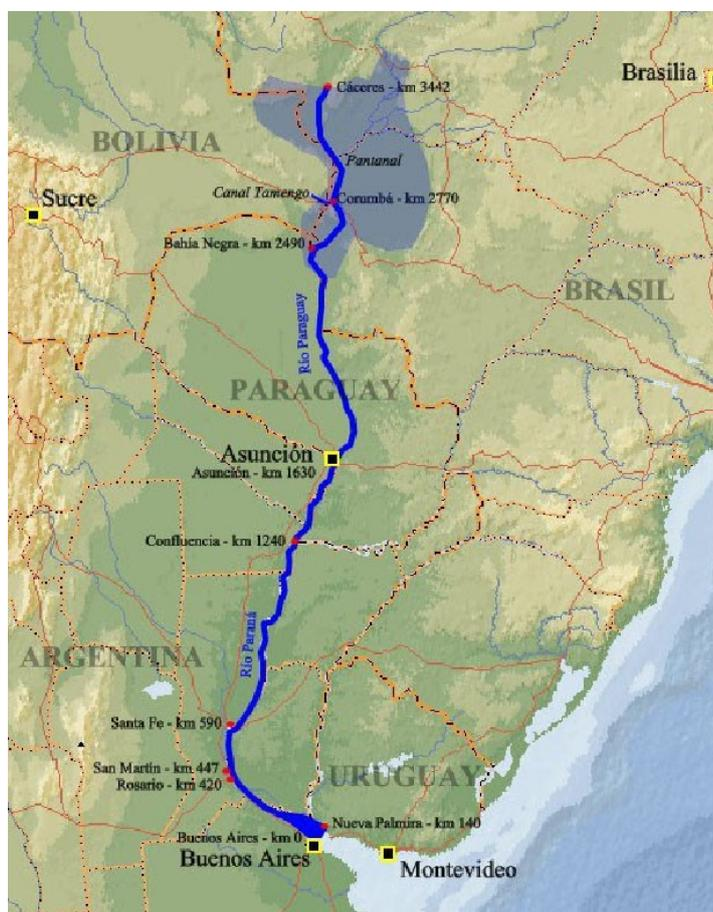 Brasilia
Cáceres - km 3442
BOLIVIA
Pantanal
Canal Tamengo
Corumbá - km 2770
Sucre
Bahía Negra - km 2490
BRASIL
Río Paraguay
PARAGUAY
Asunción
Asunción - km 1630
Confluencia - km 1240
Río Paraná
ARGENTINA
Santa Fe - km 590
San Martín - km 447
Rosario - km 420
URUGUAY
Nueva Palmira - km 140
Buenos Aires - km 0
Buenos Aires
Montevideo